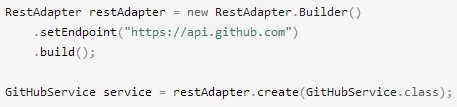 RestAdapter restAdapter = new RestAdapter.Builder()
    .setEndpoint("https://api.github.com")
    .build();

GitHubService service = restAdapter.create(GitHubService.class);